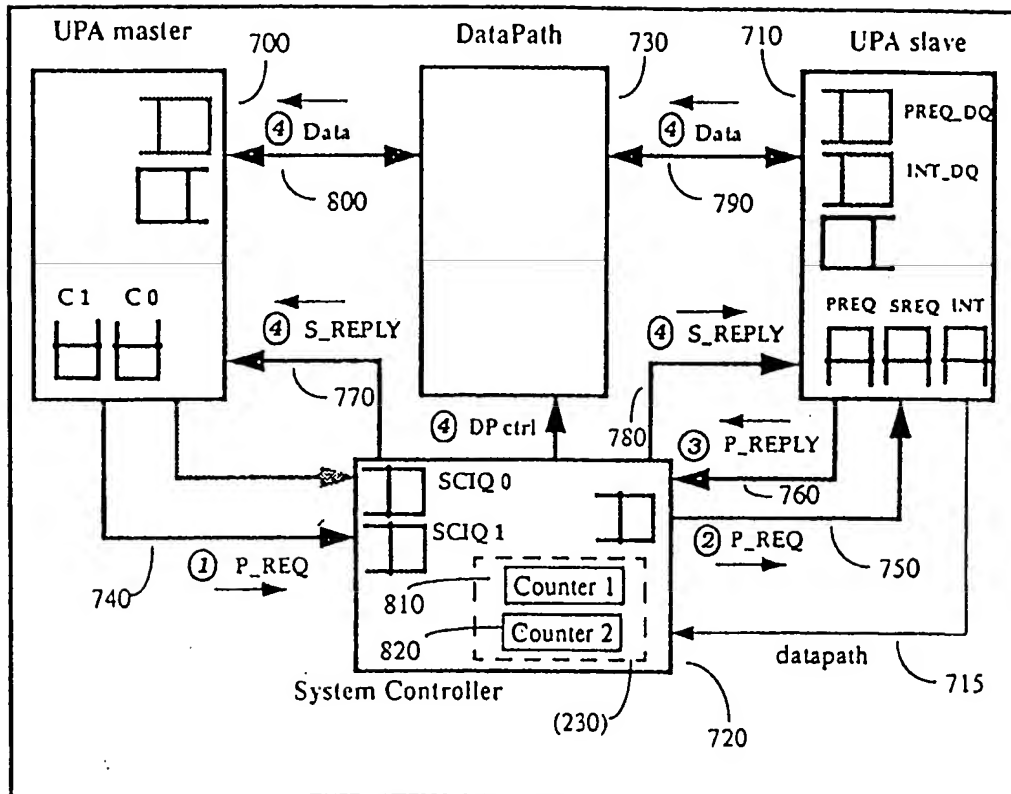 UPA master
DataPath
UPA slave
700
730
710
④ Data
④ Data
PREQ_DQ
INT_DQ
800
790
C 1
C 0
④ S_REPLY
④ S_REPLY
PREQ
SREQ
INT
770
④ DP ctrl
780
③ P_REPLY
SCIQ 0
760
SCIQ 1
① P_REQ
② P_REQ
740
750
810
Counter 1
820
Counter 2
datapath
715
System Controller
(230)
720